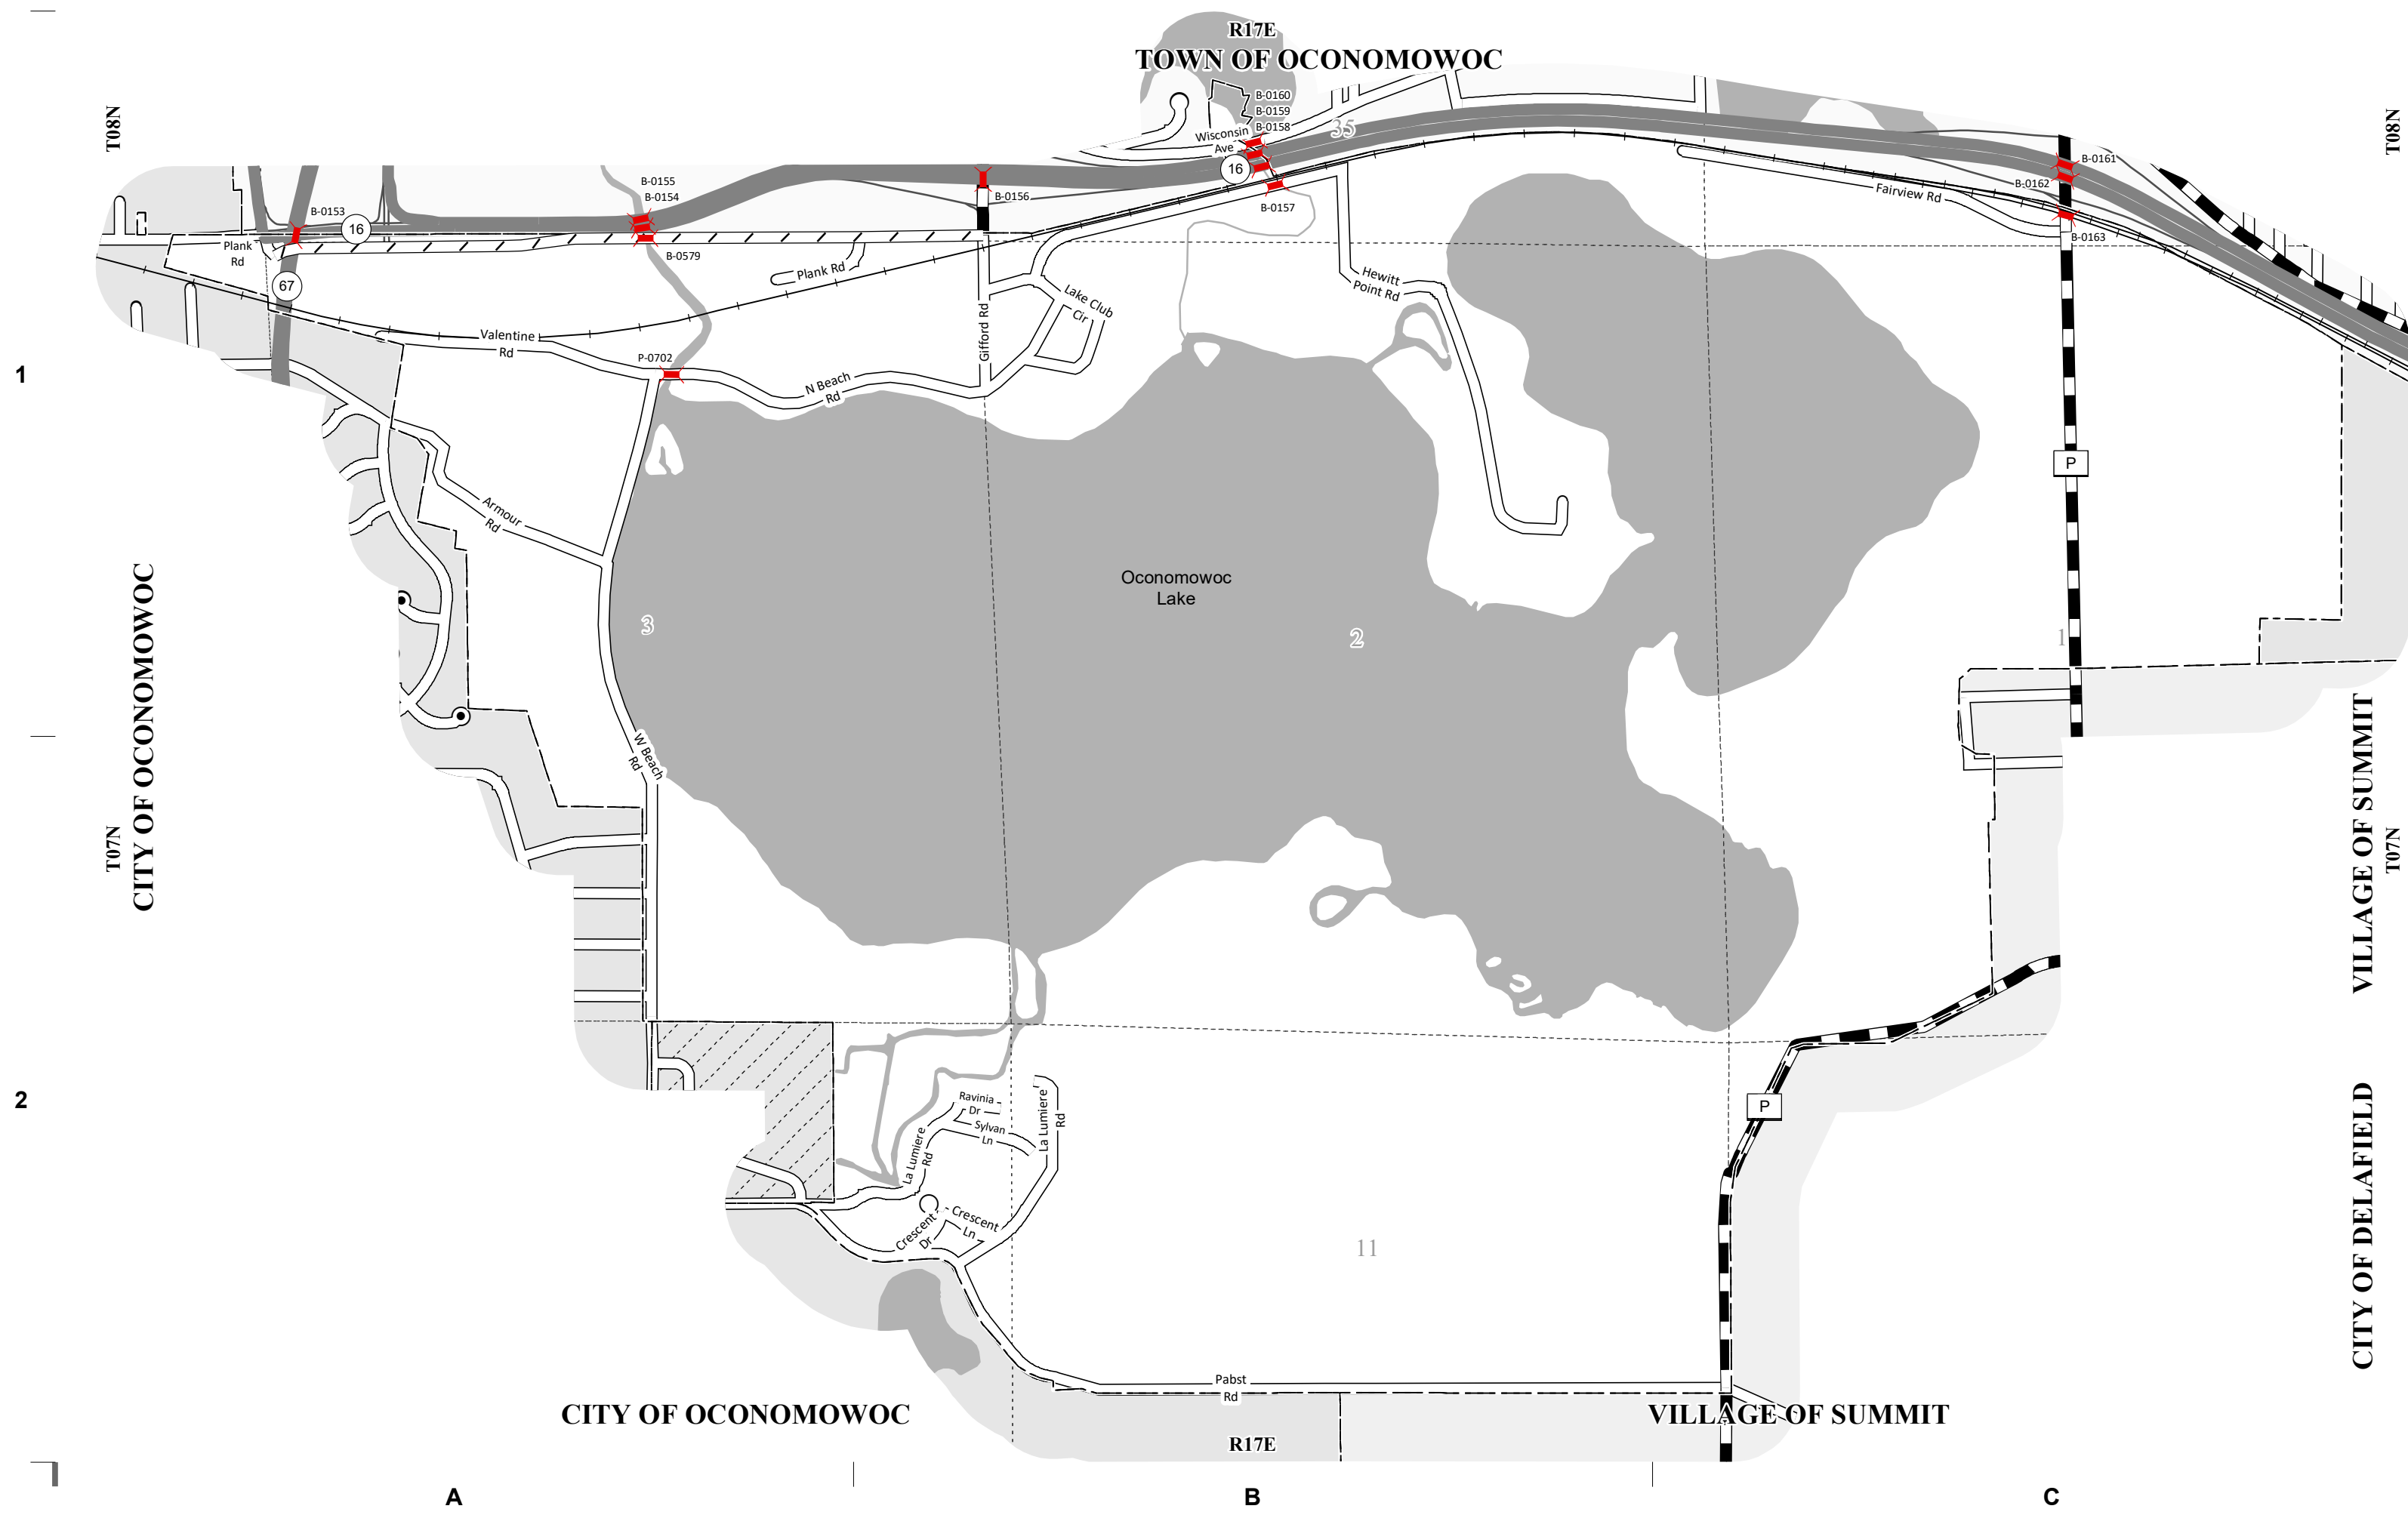 R17E
TOWN OF OCONOMOWOC
T08N
T08N
B-0160
B-0159
B-0158
35
Wisconsin
Ave
16
B-0161
B-0162
B-0155
B-0154
B-0156
B-0157
Fairview Rd
B-0153
16
B-0163
Plank
Rd
B-0579
67
Plank Rd
Hewitt
Point Rd
Lake Club
Cir
Gifford Rd
Valentine
Rd
P-0702
N Beach
Rd
1
P
Armour
Rd
Oconomowoc
Lake
3
2
1
CITY OF OCONOMOWOC
T07N
W Beach
Rd
VILLAGE OF SUMMIT
T07N
2
P
Ravinia
Dr
Sylvan
Ln
La Lumiere
Rd
La Lumiere
Rd
Crescent
Dr
Crescent
Ln
11
CITY OF DELAFIELD
Pabst
Rd
CITY OF OCONOMOWOC
VILLAGE OF SUMMIT
R17E
A
B
C